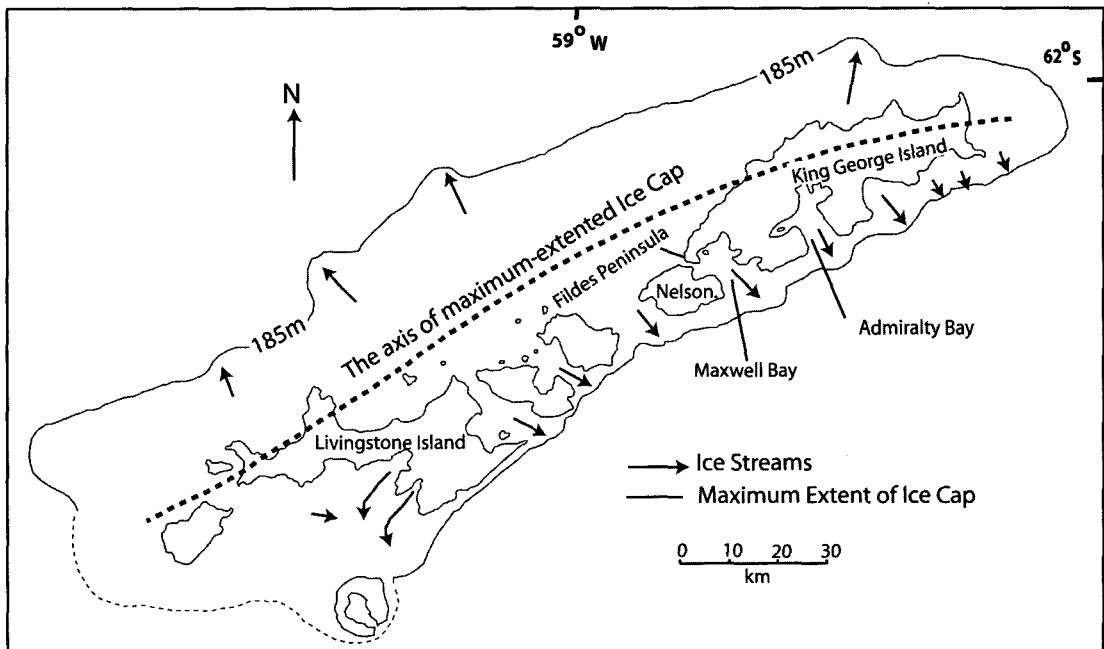 59° W
62° S
185m
N
King George Island
The axis of maximum-extented Ice Cap
Fildes Peninsula
Nelson
185m
Admiralty Bay
Maxwell Bay
Livingstone Island
Ice Streams
Maximum Extent of Ice Cap
0 10 20 30
km